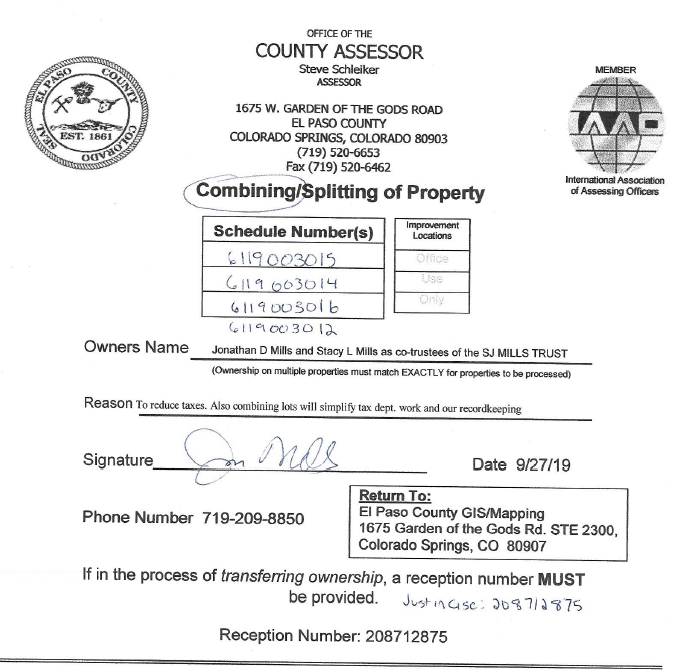 OFFICE OF THE
COUNTY ASSESSOR
Steve Schleiker
ASSESSOR
1675 W. GARDEN OF THE GODS ROAD
EL PASO COUNTY
COLORADO SPRINGS, COLORADO 80903
(719) 520-6653
Fax (719) 520-6462
EL PASO COUNTY
COLORADO
SEAL
EST. 1861
MEMBER
IAAO
International Association
of Assessing Officers
Combining/Splitting of Property
Schedule Number(s)
6119003015
6119003014
6119003016
6119003012
Improvement
Locations
Office
Use
Only
Owners Name Jonathan D Mills and Stacy L Mills as co-trustees of the SJ MILLS TRUST
(Ownership on multiple properties must match EXACTLY for properties to be processed)
Reason To reduce taxes. Also combining lots will simplify tax dept. work and our recordkeeping
Signature Jon Mills
Date 9/27/19
Phone Number 719-209-8850
Return To:
El Paso County GIS/Mapping
1675 Garden of the Gods Rd. STE 2300,
Colorado Springs, CO 80907
If in the process of transferring ownership, a reception number MUST
be provided. Just in Case: 208712875
Reception Number: 208712875